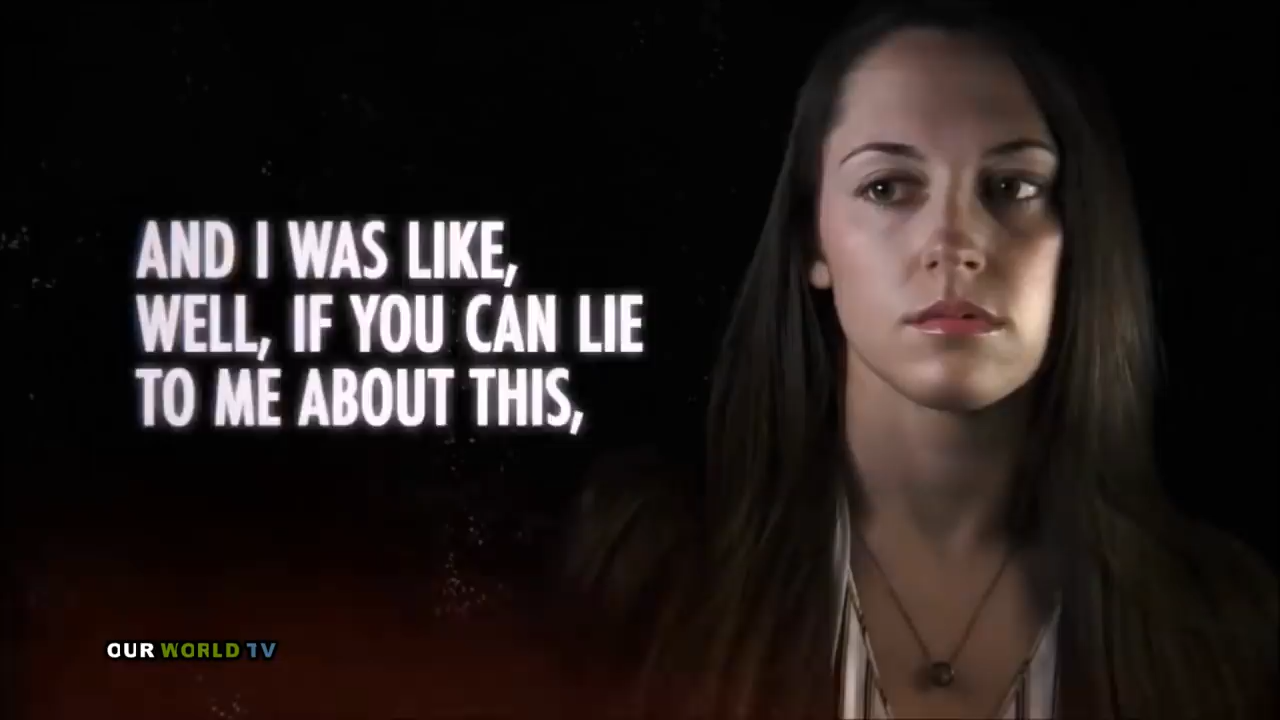 AND I WAS LIKE,
WELL, IF YOU CAN LIE
TO ME ABOUT THIS,
OUR WORLD TV